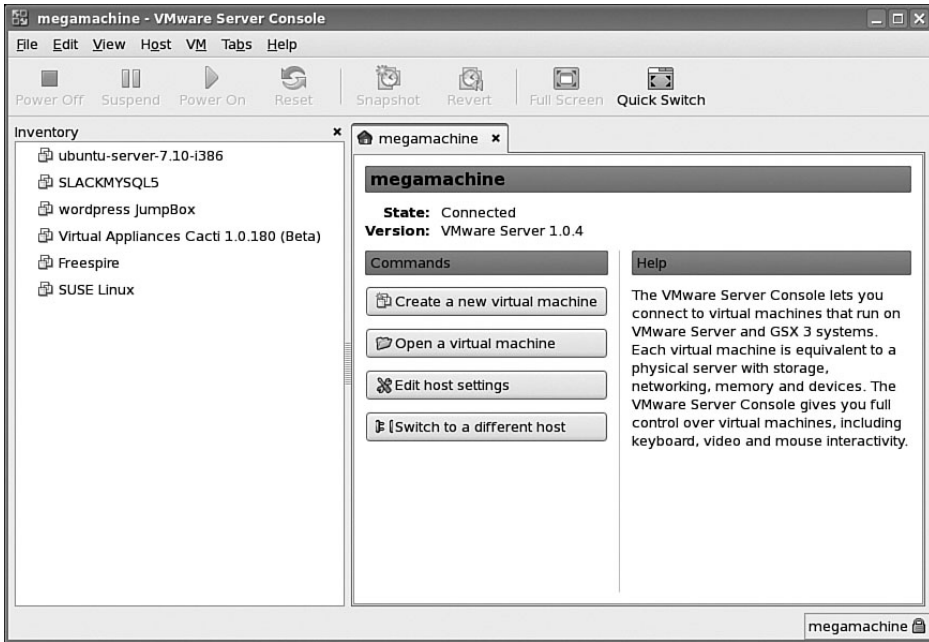 megamachine - VMware Server Console
File Edit View Host VM Tabs Help
Power Off Suspend Power On Reset Snapshot Revert Full Screen Quick Switch
Inventory
ubuntu-server-7.10-i386
SLACKMYSQL5
wordpress JumpBox
Virtual Appliances Cacti 1.0.180 (Beta)
Freespire
SUSE Linux
megamachine
megamachine
State: Connected
Version: VMware Server 1.0.4
Commands
Create a new virtual machine
Open a virtual machine
Edit host settings
Switch to a different host
Help
The VMware Server Console lets you
connect to virtual machines that run on
VMware Server and GSX 3 systems.
Each virtual machine is equivalent to a
physical server with storage,
networking, memory and devices. The
VMware Server Console gives you full
control over virtual machines, including
keyboard, video and mouse interactivity.
megamachine